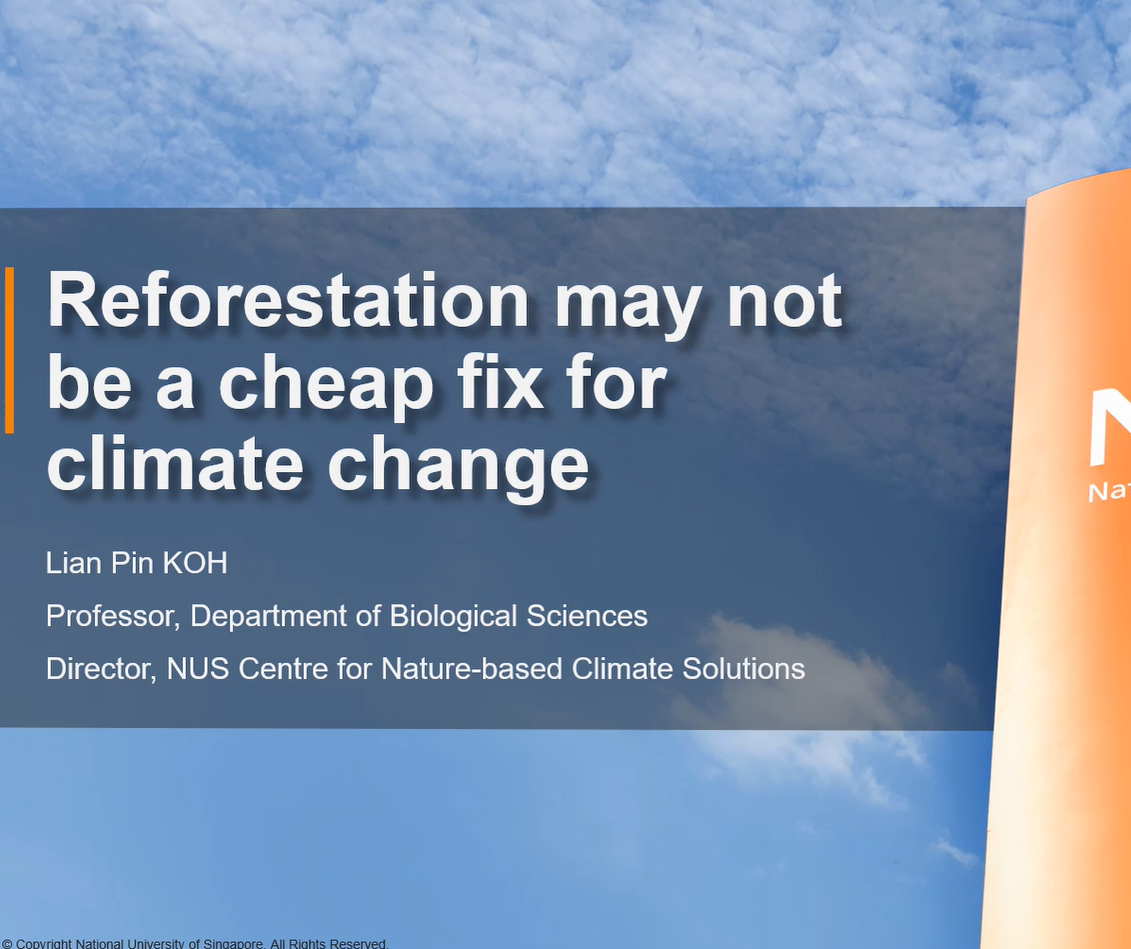 Reforestation may not
be a cheap fix for
climate change
Lian Pin KOH
Professor, Department of Biological Sciences
Director, NUS Centre for Nature-based Climate Solutions
© Copyright National University of Singapore. All Rights Reserved.